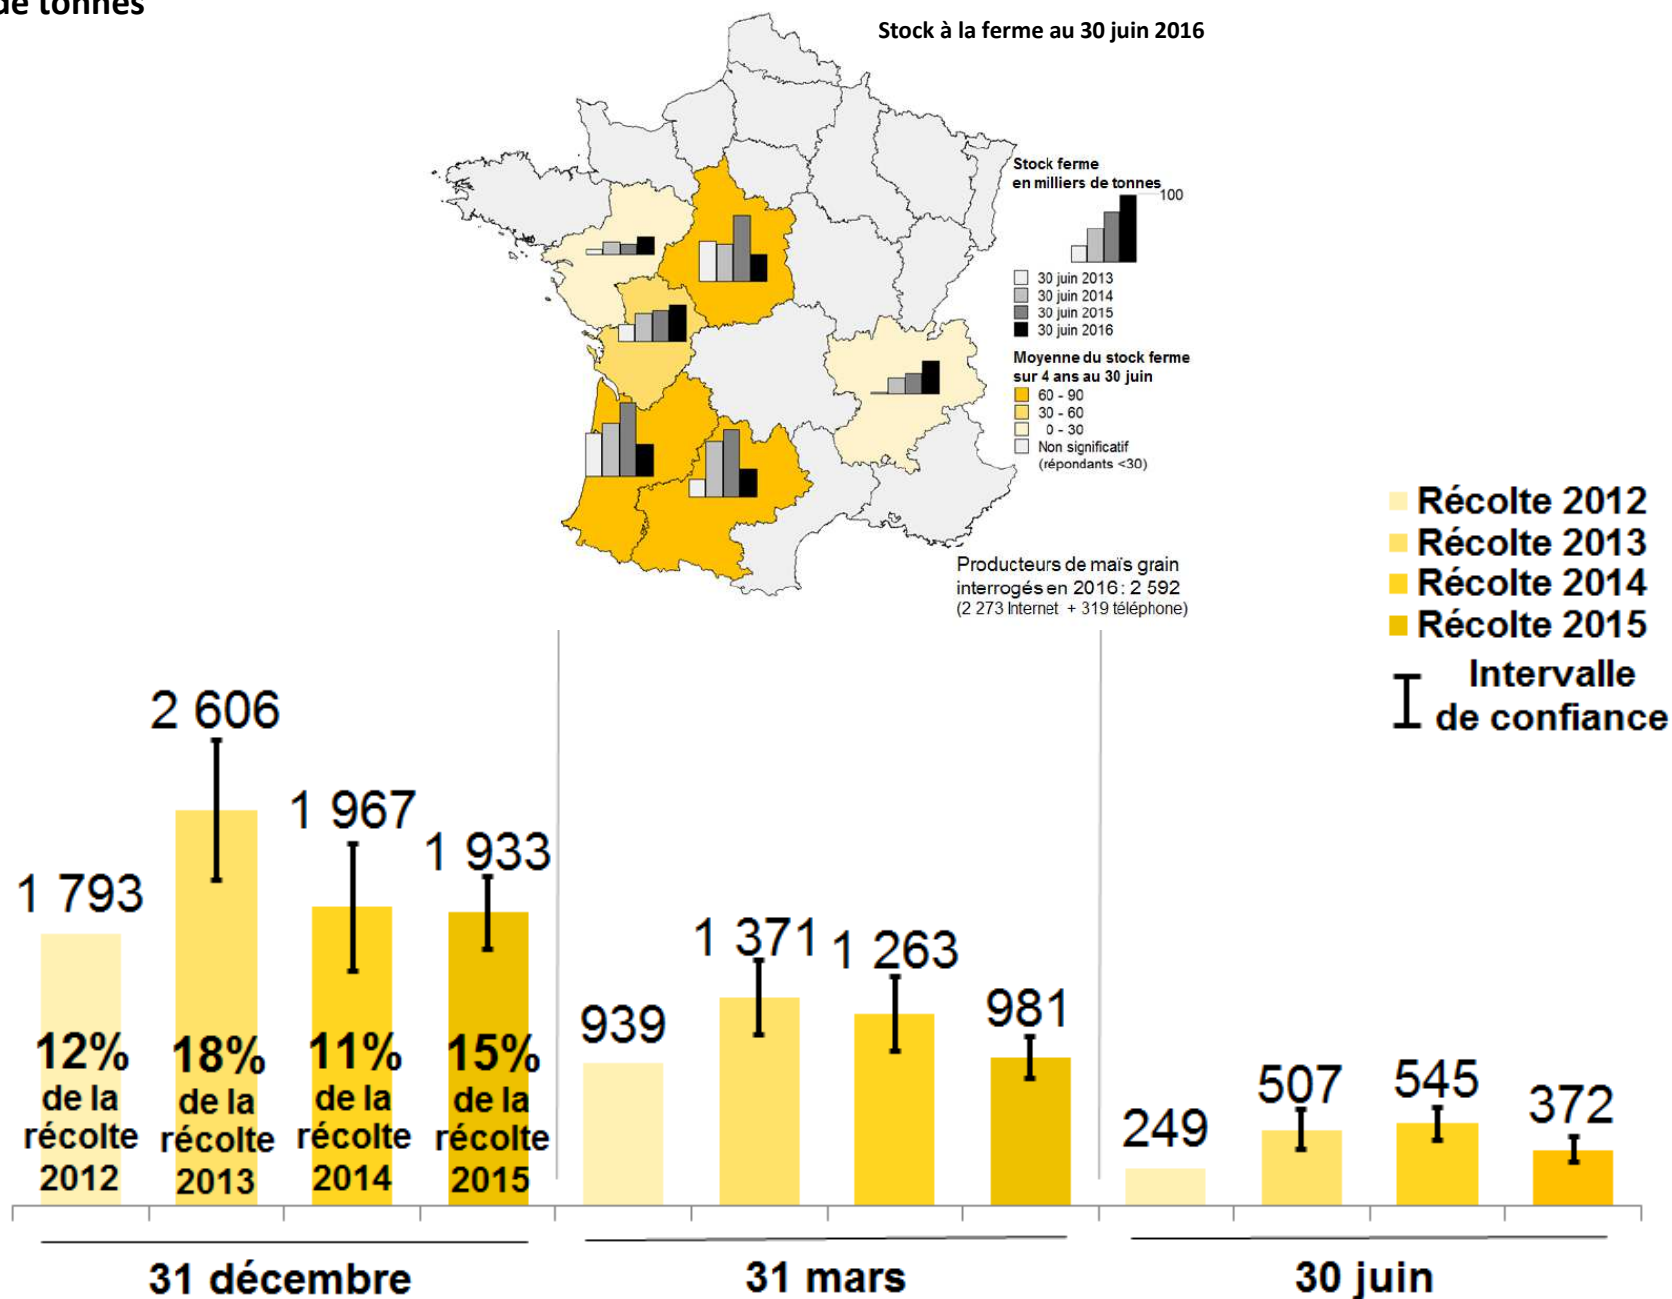 de tonnes
Stock à la ferme au 30 juin 2016
Stock ferme
en milliers de tonnes
100
30 juin 2013
30 juin 2014
30 juin 2015
30 juin 2016
Moyenne du stock ferme
sur 4 ans au 30 juin
60 - 90
30 - 60
0 - 30
Non significatif
(répondants <30)
Producteurs de maïs grain
interrogés en 2016 : 2 592
(2 273 Internet + 319 téléphone)
Récolte 2012
Récolte 2013
Récolte 2014
Récolte 2015
Intervalle
de confiance
1 793
2 606
1 967
1 933
12%
de la
récolte
2012
18%
de la
récolte
2013
11%
de la
récolte
2014
15%
de la
récolte
2015
939
1 371
1 263
981
249
507
545
372
31 décembre
31 mars
30 juin